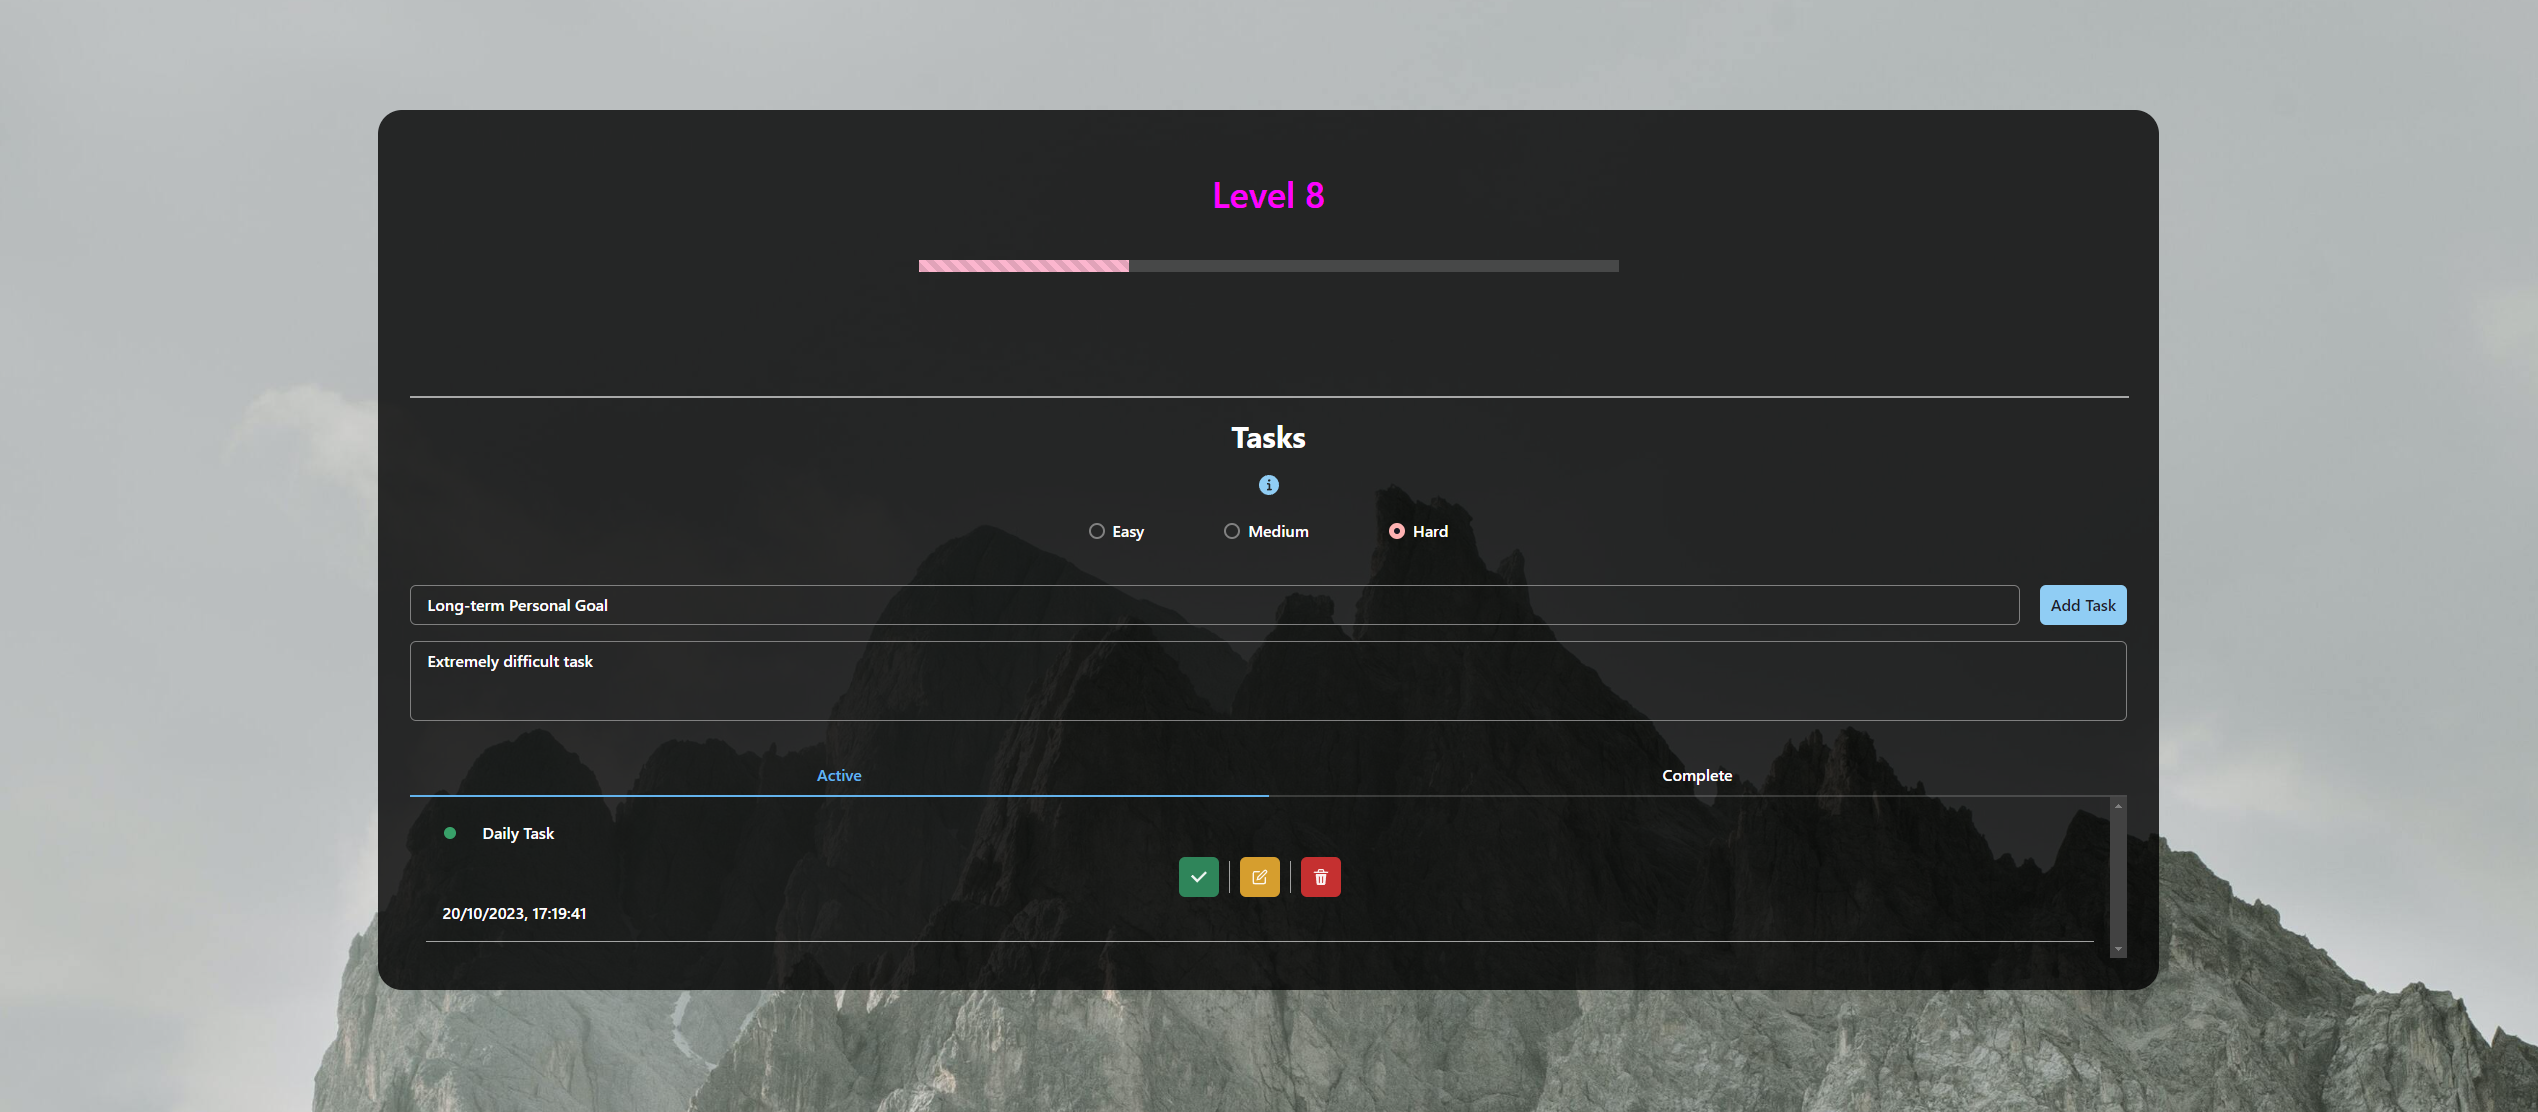 Level 8
Tasks
Easy Medium Hard
Long-term Personal Goal
Add Task
Extremely difficult task
Active Complete
Daily Task
20/10/2023, 17:19:41